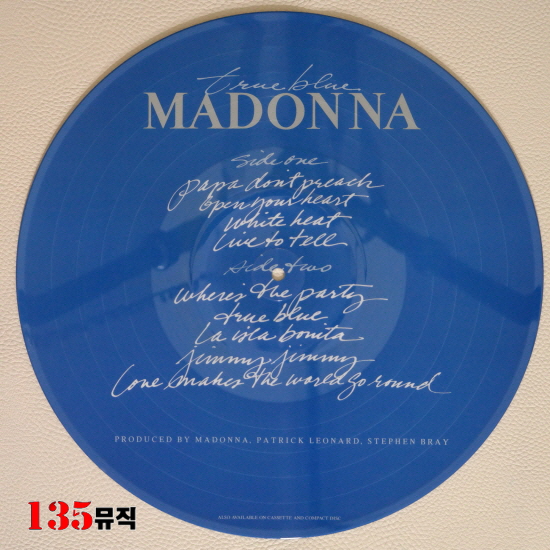 true blue
MADONNA
side one
papa don't preach
open your heart
white heat
live to tell
side two
where's the party
true blue
la isla bonita
jimmy jimmy
love makes the world go round
PRODUCED BY MADONNA, PATRICK LEONARD, STEPHEN BRAY
ALSO AVAILABLE ON CASSETTE AND COMPACT DISC
135뮤직